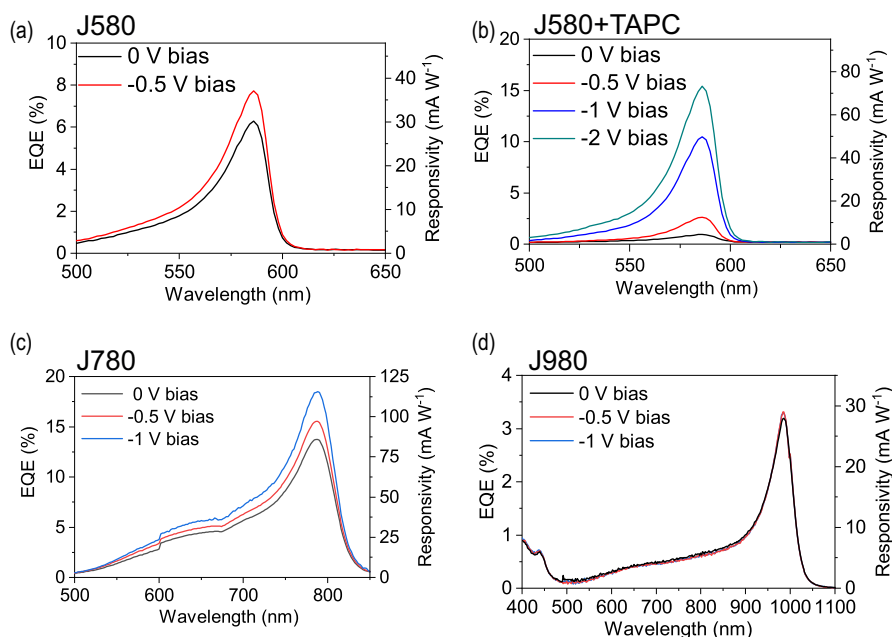 (a)
J580
10
8
6
4
2
0
EQE (%)
0 V bias
-0.5 V bias
40
30
20
10
0
Responsivity (mA W⁻¹)
500
550
600
650
Wavelength (nm)
(b)
J580+TAPC
20
15
10
5
0
EQE (%)
0 V bias
-0.5 V bias
-1 V bias
-2 V bias
80
60
40
20
0
Responsivity (mA W⁻¹)
500
550
600
650
Wavelength (nm)
(c)
J780
20
15
10
5
0
EQE (%)
0 V bias
-0.5 V bias
-1 V bias
125
100
75
50
25
0
Responsivity (mA W⁻¹)
500
600
700
800
Wavelength (nm)
(d)
J980
4
3
2
1
0
EQE (%)
0 V bias
-0.5 V bias
-1 V bias
30
20
10
0
Responsivity (mA W⁻¹)
400
500
600
700
800
900
1000
1100
Wavelength (nm)